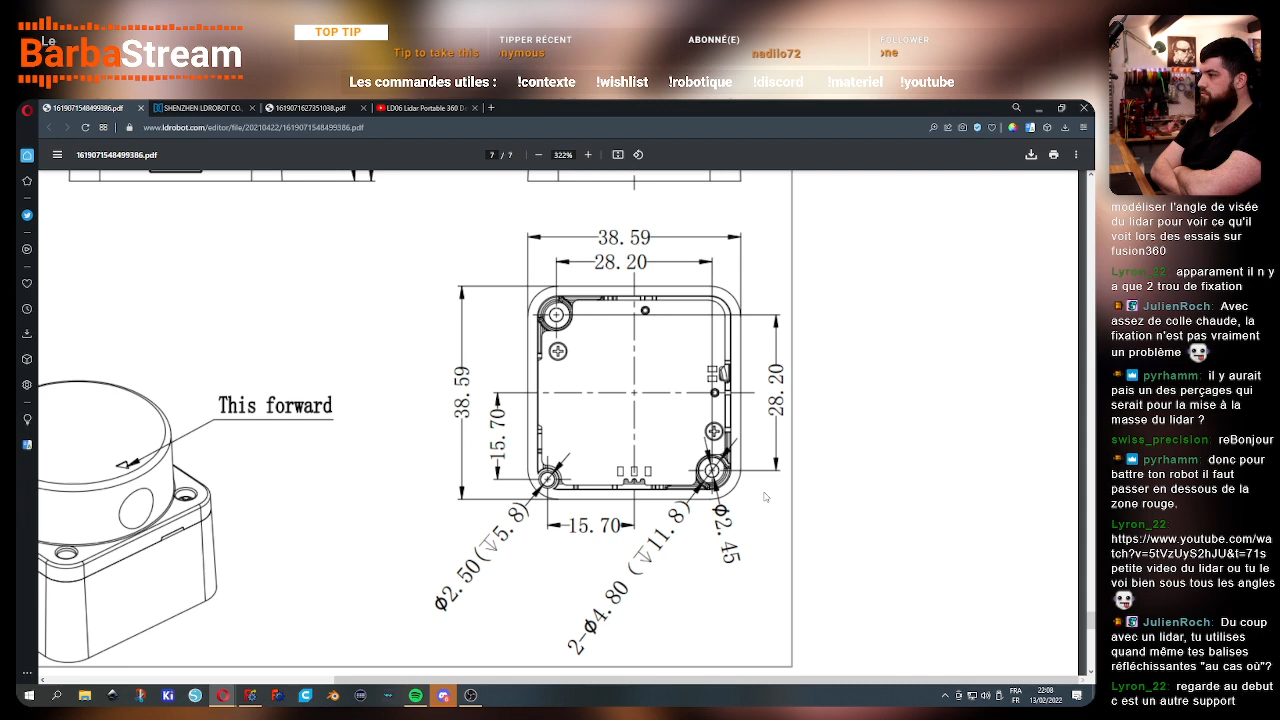 Le
BarbaStream
TOP TIP
Tip to take this
TIPPER RÉCENT
nymous
ABONNÉ(E)
nadilo72
FOLLOWER
one
Les commandes utiles : !contexte !wishlist !robotique !discord !materiel !youtube
1619071548499386.pdf
SHENZHEN LDROBOT CO.
1619071627351038.pdf
LD06 Lidar Portable 360 D
www.ldrobot.com/editor/file/20210422/1619071548499386.pdf
1619071548499386.pdf
7 / 7
322%
38.59
28.20
38.59
15.70
28.20
15.70
ϕ2.50(▽5.8)
2-ϕ4.80 (▽11.8)
ϕ2.45
This forward
modéliser l'angle de visée
du lidar pour voir ce qu'il
voit lors des essais sur
fusion360
Lyron_22: apparament il n y
a que 2 trou de fixation
JulienRoch: Avec
assez de colle chaude, la
fixation n'est pas vraiment
un problème
pyrhamm: il y aurait
pais un des perçages qui
serait pour la mise à la
masse du lidar ?
swiss_precision: reBonjour
pyrhamm: donc pour
battre ton robot il faut
passer en dessous de la
zone rouge,
Lyron_22:
https://www.youtube.com/wa
tch?v=5tVzUyS2hJU&t=71s
petite video du lidar ou tu le
voi bien sous tous les angles
JulienRoch: Du coup
avec un lidar, tu utilises
quand même tes balises
réfléchissantes "au cas où"?
Lyron_22: regarde au debut
c est un autre support
Ki
FRA
FR
22:08
13/02/2022